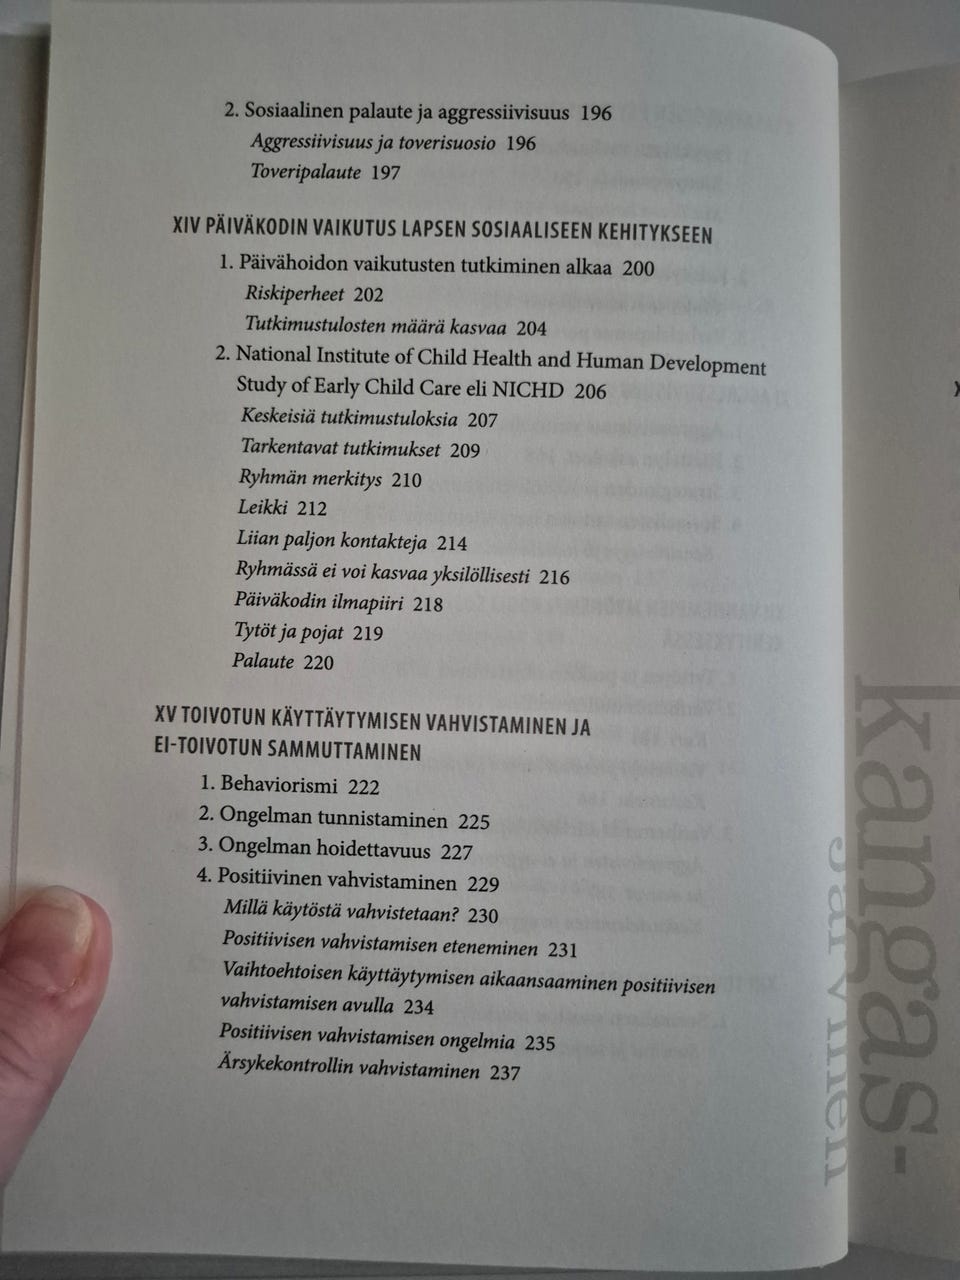 2. Sosiaalinen palaute ja aggressiivisuus 196
Aggressiivisuus ja toverisuosio 196
Toveripalaute 197
XIV PÄIVÄKODIN VAIKUTUS LAPSEN SOSIAALISEEN KEHITYKSEEN
1. Päivähoidon vaikutusten tutkiminen alkaa 200
Riskiperheet 202
Tutkimustulosten määrä kasvaa 204
2. National Institute of Child Health and Human Development
Study of Early Child Care eli NICHD 206
Keskeisiä tutkimustuloksia 207
Tarkentavat tutkimukset 209
Ryhmän merkitys 210
Leikki 212
Liian paljon kontakteja 214
Ryhmässä ei voi kasvaa yksilöllisesti 216
Päiväkodin ilmapiiri 218
Tytöt ja pojat 219
Palaute 220
XV TOIVOTUN KÄYTTÄYTYMISEN VAHVISTAMINEN JA
EI-TOIVOTUN SAMMUTTAMINEN
1. Behaviorismi 222
2. Ongelman tunnistaminen 225
3. Ongelman hoidettavuus 227
4. Positiivinen vahvistaminen 229
Millä käytöstä vahvistetaan? 230
Positiivisen vahvistamisen eteneminen 231
Vaihtoehtoisen käyttäytymisen aikaansaaminen positiivisen
vahvistamisen avulla 234
Positiivisen vahvistamisen ongelmia 235
Ärsykekontrollin vahvistaminen 237
kangas-
järvinen